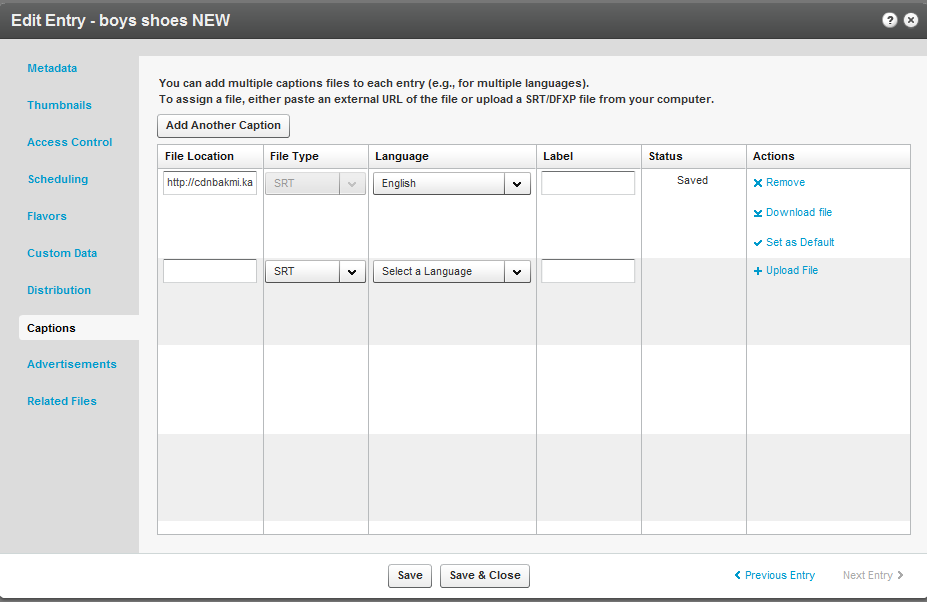 Edit Entry - boys shoes NEW
?
Metadata
Thumbnails
Access Control
Scheduling
Flavors
Custom Data
Distribution
Captions
Advertisements
Related Files
You can add multiple captions files to each entry (e.g., for multiple languages).
To assign a file, either paste an external URL of the file or upload a SRT/DFXP file from your computer.
Add Another Caption
File Location File Type Language Label Status Actions
http://cdnbakmi.ka SRT English Saved Remove
Download file
Set as Default
SRT Select a Language Upload File
Save Save & Close Previous Entry Next Entry